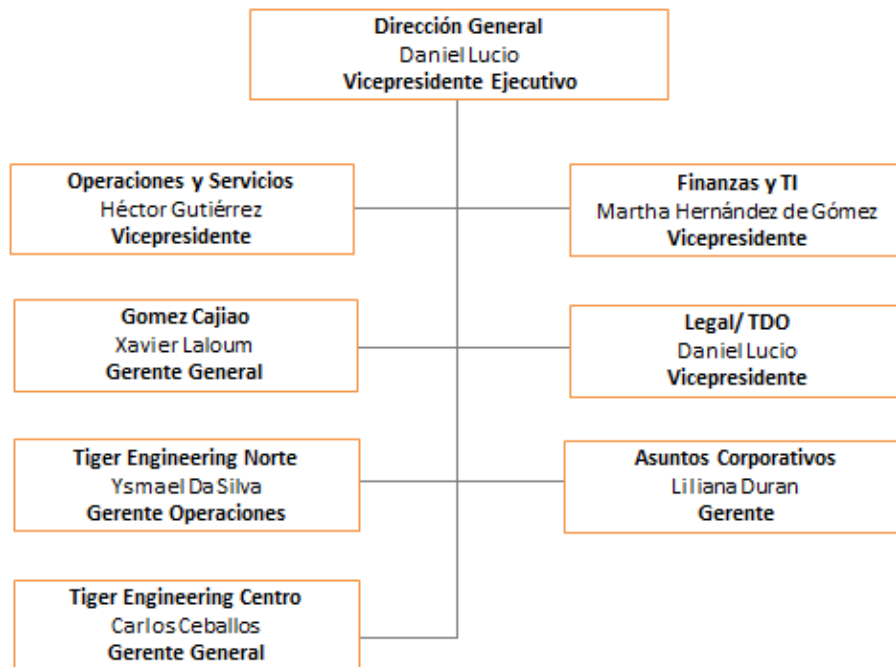 Dirección General
Daniel Lucio
Vicepresidente Ejecutivo
Operaciones y Servicios
Héctor Gutiérrez
Vicepresidente
Finanzas y TI
Martha Hernández de Gómez
Vicepresidente
Gomez Cajiao
Xavier Laloum
Gerente General
Legal/ TDO
Daniel Lucio
Vicepresidente
Tiger Engineering Norte
Ysmael Da Silva
Gerente Operaciones
Asuntos Corporativos
Liliana Duran
Gerente
Tiger Engineering Centro
Carlos Ceballos
Gerente General